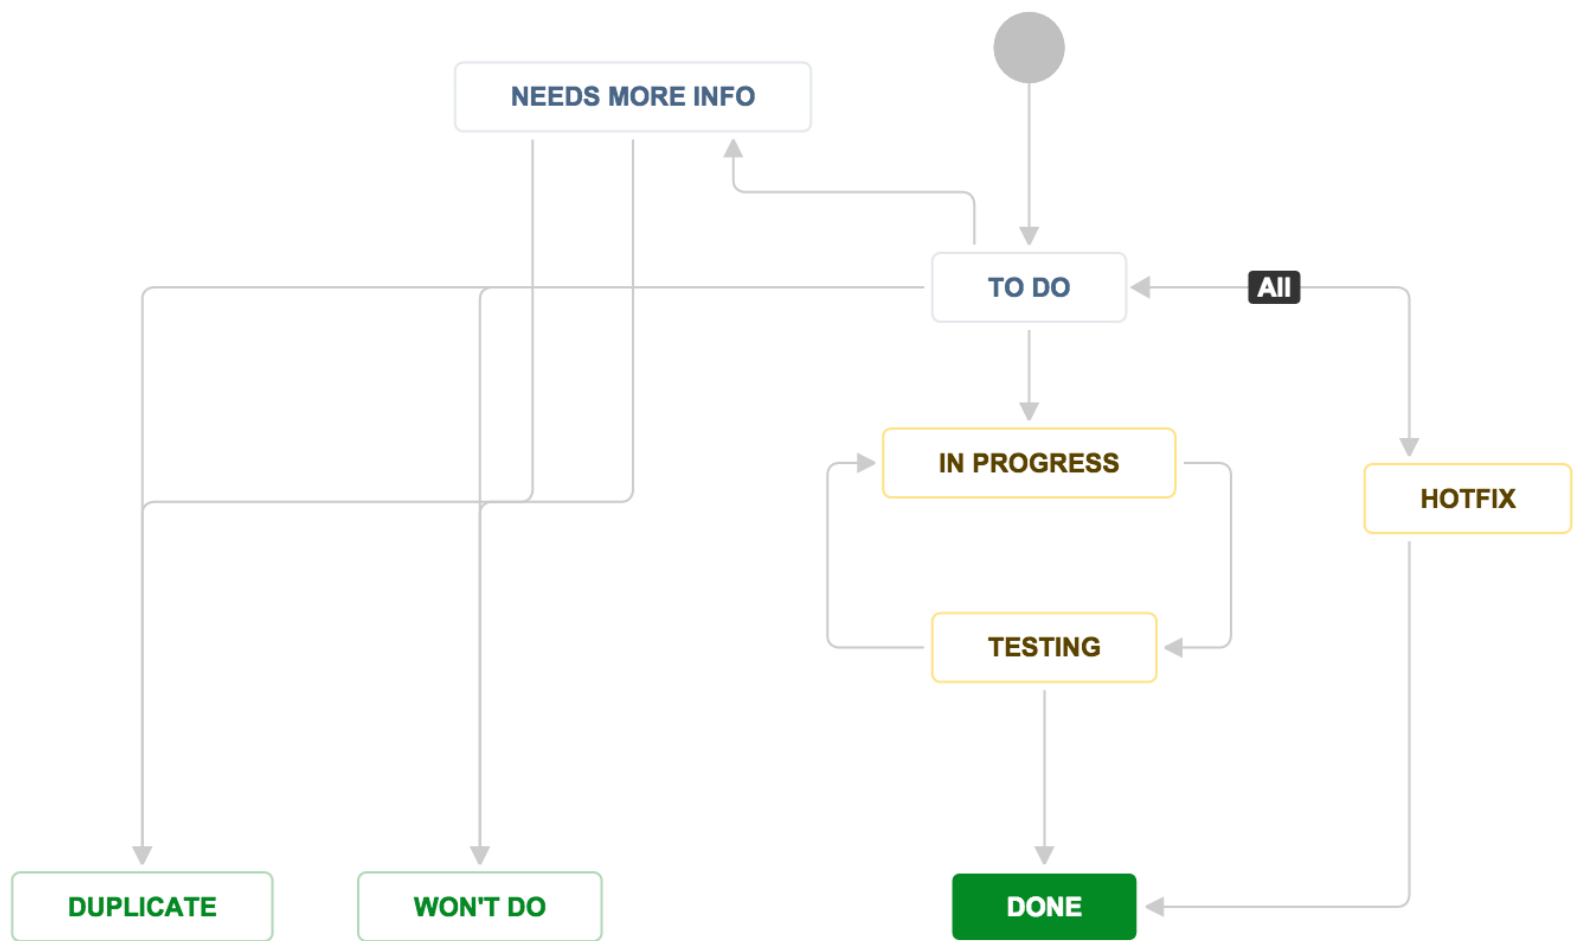 NEEDS MORE INFO
TO DO
All
IN PROGRESS
HOTFIX
TESTING
DUPLICATE
WON'T DO
DONE